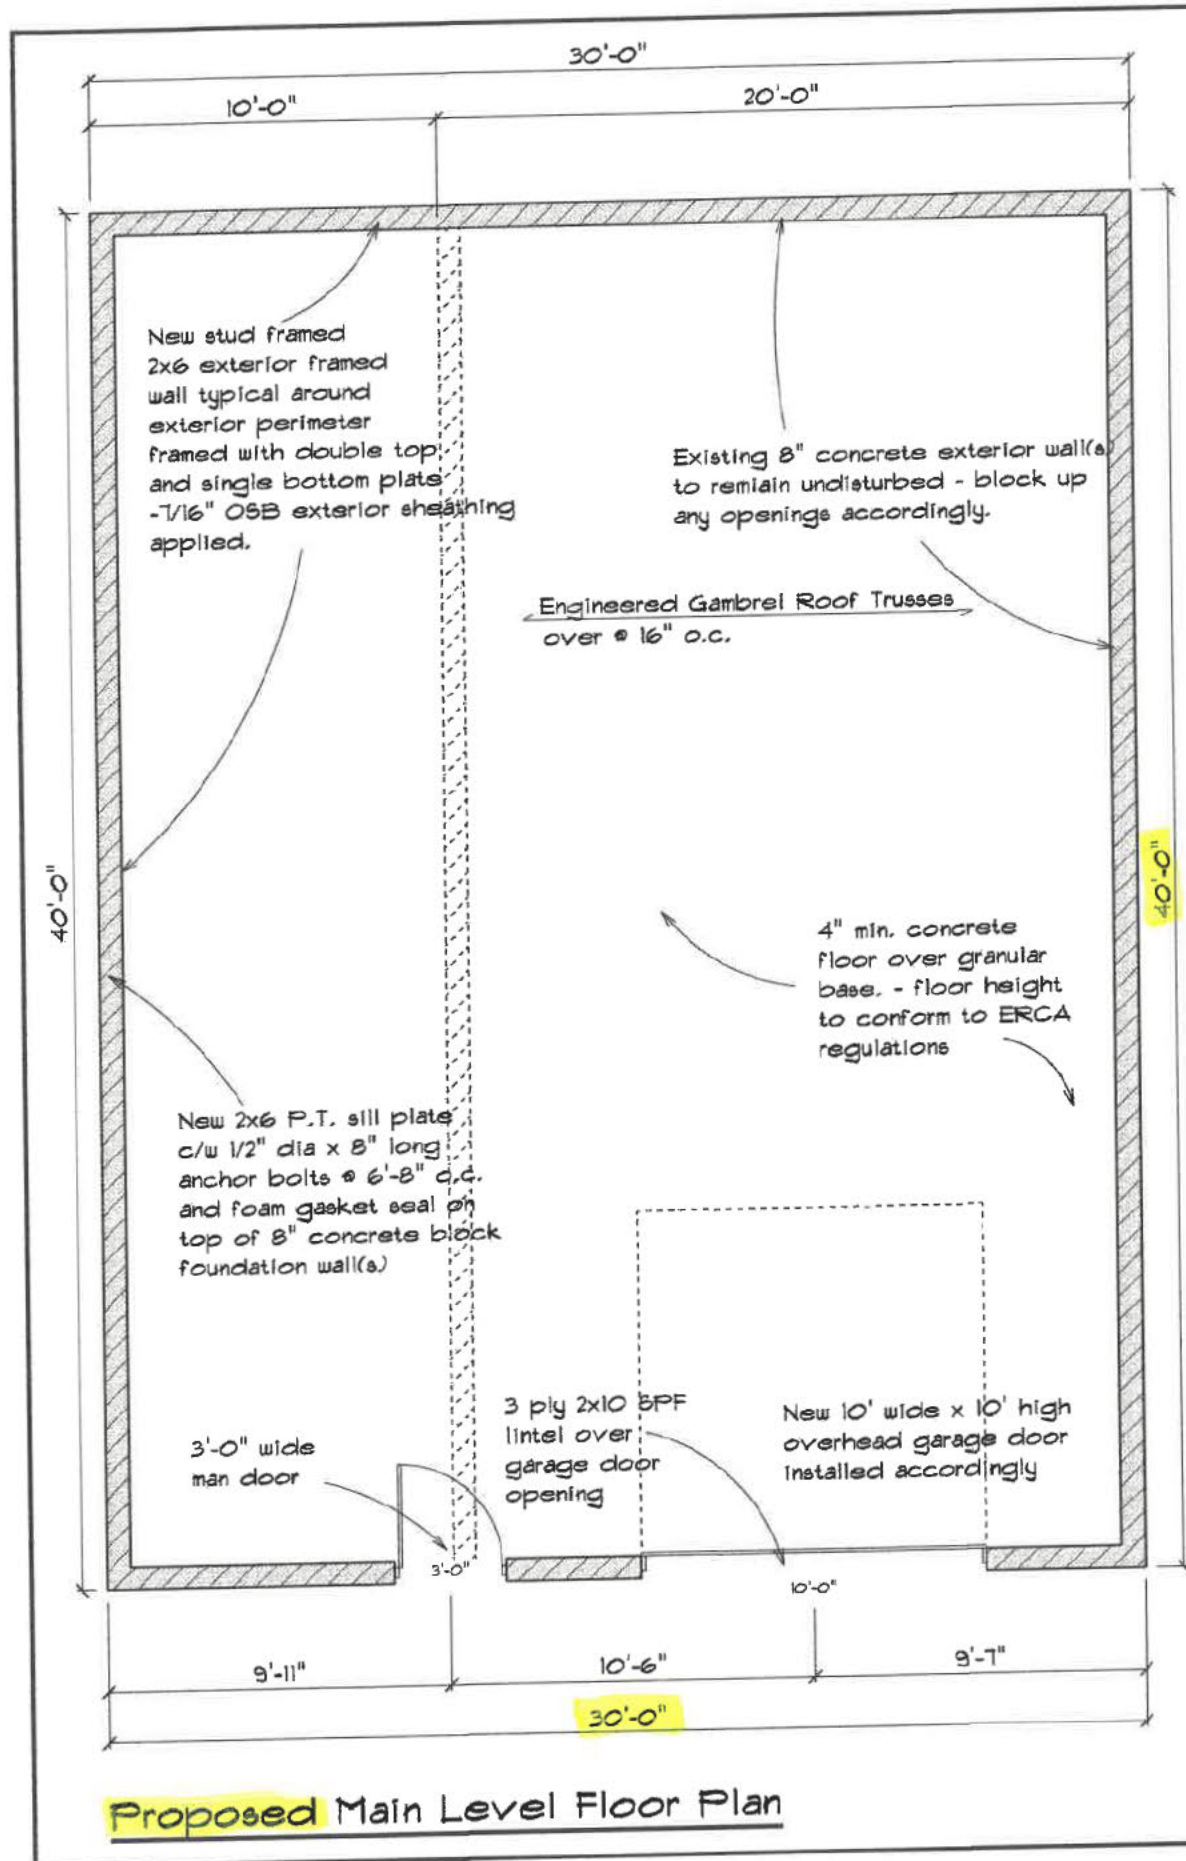 30'-0"
10'-0"
20'-0"
New stud framed
2x6 exterior framed
wall typical around
exterior perimeter
framed with double top
and single bottom plate
-7/16" OSB exterior sheathing
applied.
Existing 8" concrete exterior wall(s)
to remiain undisturbed - block up
any openings accordingly.
Engineered Gambrel Roof Trusses
over @ 16" o.c.
40'-0"
40'-0"
4" min. concrete
floor over granular
base. - floor height
to conform to ERCA
regulations
New 2x6 P.T. sill plate
c/w 1/2" dia x 8" long
anchor bolts @ 6'-8" o.c.
and foam gasket seal on
top of 8" concrete block
foundation wall(s)
3'-0" wide
man door
3 ply 2x10 SPF
lintel over
garage door
opening
New 10' wide x 10' high
overhead garage door
installed accordingly
3'-0"
10'-0"
9'-11"
10'-6"
9'-7"
30'-0"
Proposed Main Level Floor Plan